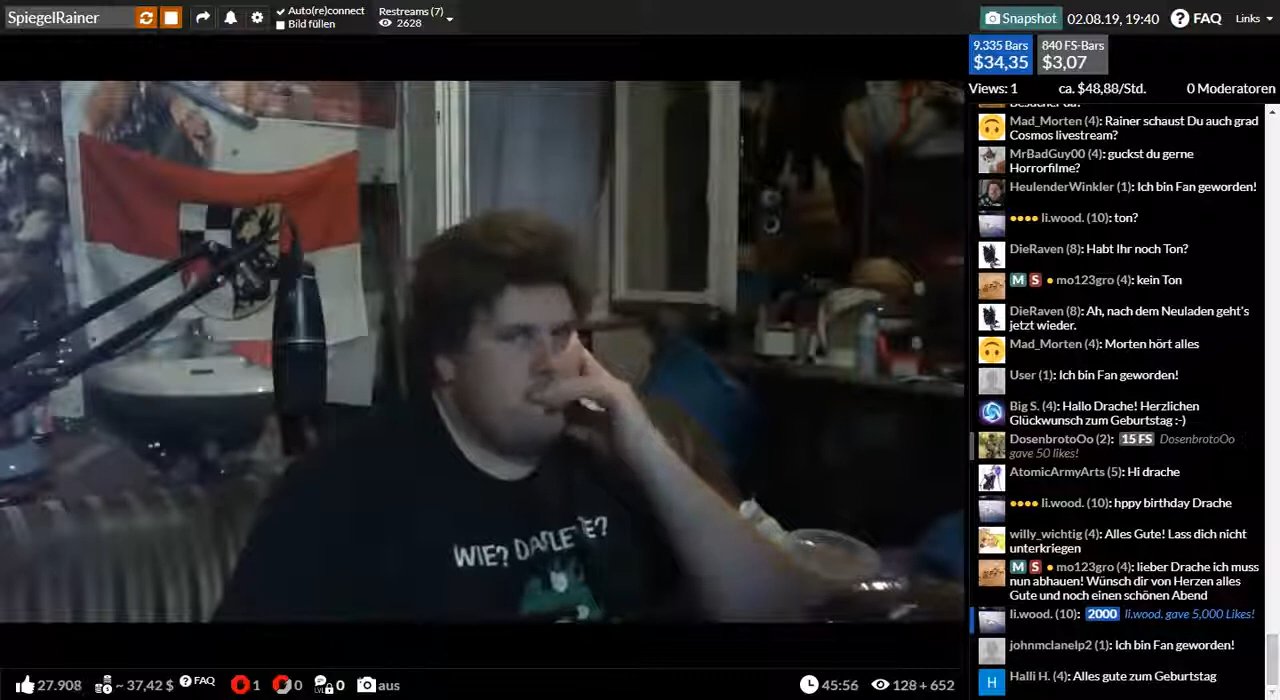 SpiegelRainer
Auto(re)connect
Bild füllen
Restreams (7)
2628
Snapshot
02.08.19, 19:40
FAQ
Links
9.335 Bars
$34,35
840 FS-Bars
$3,07
Views: 1
ca. $48,88/Std.
0 Moderatoren
Besucher da?
Mad_Morten (4): Rainer schaust Du auch grad
Cosmos livestream?
MrBadGuy00 (4): guckst du gerne
Horrorfilme?
HeulenderWinkler (1): Ich bin Fan geworden!
li.wood. (10): ton?
DieRaven (8): Habt Ihr noch Ton?
M S mo123gro (4): kein Ton
DieRaven (8): Ah, nach dem Neuladen geht's
jetzt wieder.
Mad_Morten (4): Morten hört alles
User (1): Ich bin Fan geworden!
Big S. (4): Hallo Drache! Herzlichen
Glückwunsch zum Geburtstag :-)
DosenbrotoOo (2): 15 FS DosenbrotoOo
gave 50 likes!
AtomicArmyArts (5): Hi drache
li.wood. (10): hppy birthday Drache
willy_wichtig (4): Alles Gute! Lass dich nicht
unterkriegen
M S mo123gro (4): lieber Drache ich muss
nun abhauen! Wünsch dir von Herzen alles
Gute und noch einen schönen Abend
li.wood. (10): 2000 li.wood. gave 5,000 Likes!
johnmclanelp2 (1): Ich bin Fan geworden!
H Halli H. (4): Alles gute zum Geburtstag
WIE?
27.908
~ 37,42 $
FAQ
1
0
aus
45:56
128 + 652